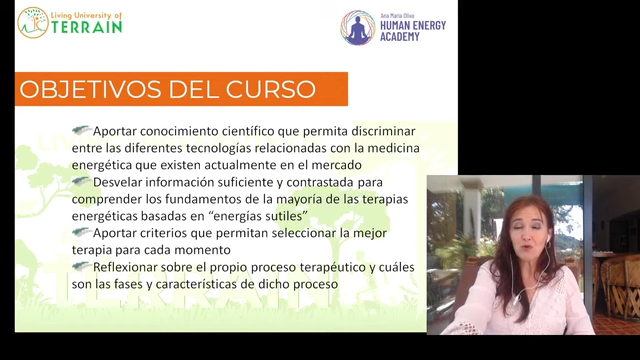 Living University of
TERRAIN
Ana María Oliva
HUMAN ENERGY
ACADEMY
OBJETIVOS DEL CURSO
Aportar conocimiento científico que permita discriminar
entre las diferentes tecnologías relacionadas con la medicina
energética que existen actualmente en el mercado
Desvelar información suficiente y contrastada para
comprender los fundamentos de la mayoría de las terapias
energéticas basadas en “energías sutiles”
Aportar criterios que permitan seleccionar la mejor
terapia para cada momento
Reflexionar sobre el propio proceso terapéutico y cuáles
son las fases y características de dicho proceso